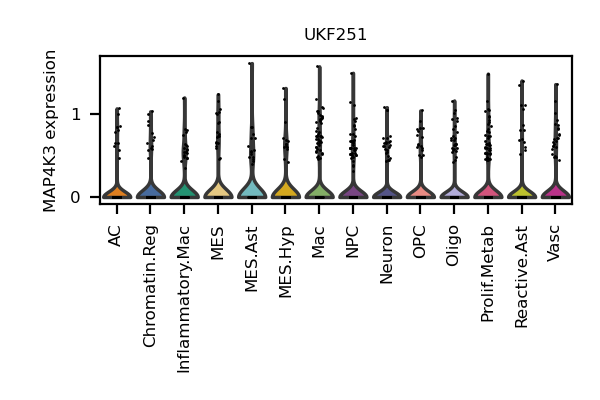 UKF251
MAP4K3 expression
1
0
AC
Chromatin.Reg
Inflammatory.Mac
MES
MES.Ast
MES.Hyp
Mac
NPC
Neuron
OPC
Oligo
Prolif.Metab
Reactive.Ast
Vasc